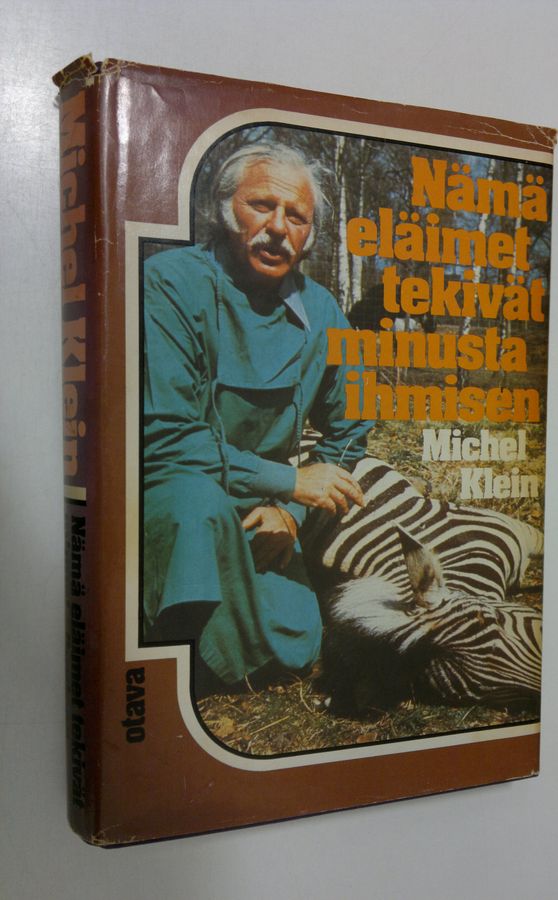 Nämä
eläimet
tekivät
minusta
ihmisen
Michel
Klein
otava
Michel Klein
Nämä eläimet tekivät